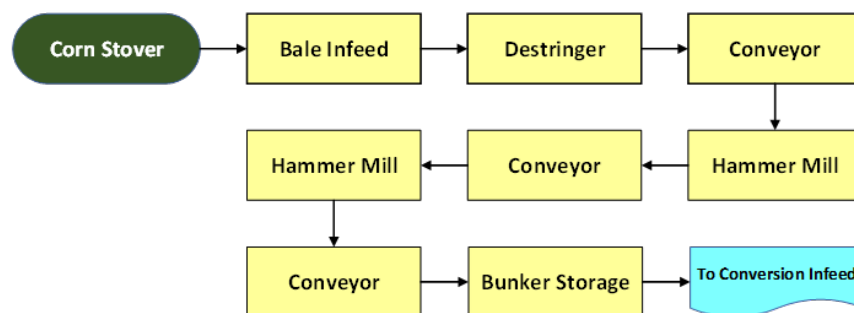 Corn Stover
Bale Infeed
Destringer
Conveyor
Hammer Mill
Conveyor
Hammer Mill
Conveyor
Bunker Storage
To Conversion Infeed